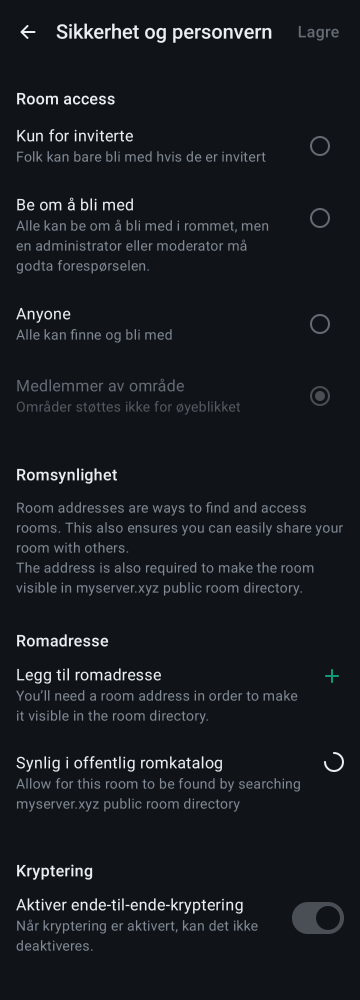 Sikkerhet og personvern
Lagre
Room access
Kun for inviterte
Folk kan bare bli med hvis de er invitert
Be om å bli med
Alle kan be om å bli med i rommet, men
en administrator eller moderator må
godta forespørselen.
Anyone
Alle kan finne og bli med
Medlemmer av område
Områder støttes ikke for øyeblikket
Romsynlighet
Room addresses are ways to find and access
rooms. This also ensures you can easily share your
room with others.
The address is also required to make the room
visible in myserver.xyz public room directory.
Romadresse
Legg til romadresse
You’ll need a room address in order to make
it visible in the room directory.
Synlig i offentlig romkatalog
Allow for this room to be found by searching
myserver.xyz public room directory
Kryptering
Aktiver ende-til-ende-kryptering
Når kryptering er aktivert, kan det ikke
deaktiveres.